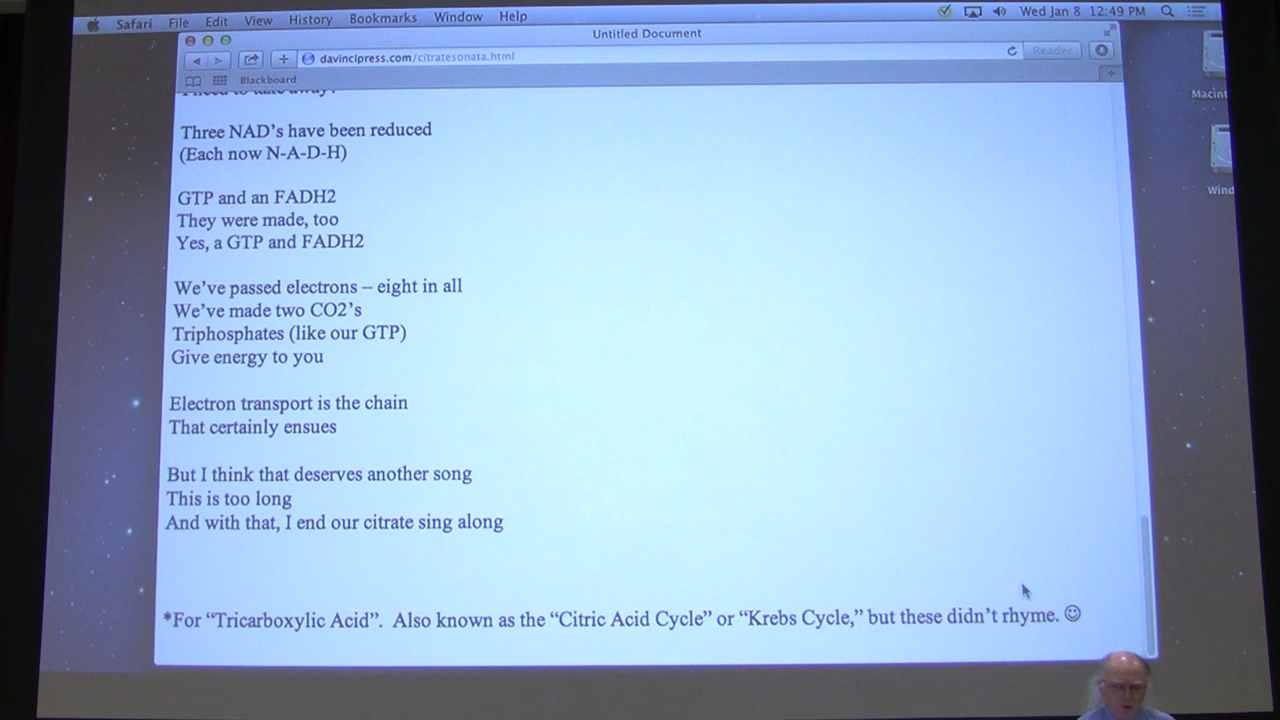 Safari File Edit View History Bookmarks Window Help Wed Jan 8 12:49 PM
Untitled Document
davincipress.com/citratesonata.html Reader
Blackboard
Macint
Three NAD's have been reduced
(Each now N-A-D-H)
Wind
GTP and an FADH2
They were made, too
Yes, a GTP and FADH2
We've passed electrons – eight in all
We've made two CO2's
Triphosphates (like our GTP)
Give energy to you
Electron transport is the chain
That certainly ensues
But I think that deserves another song
This is too long
And with that, I end our citrate sing along
*For “Tricarboxylic Acid”. Also known as the “Citric Acid Cycle” or “Krebs Cycle,” but these didn't rhyme. ☺